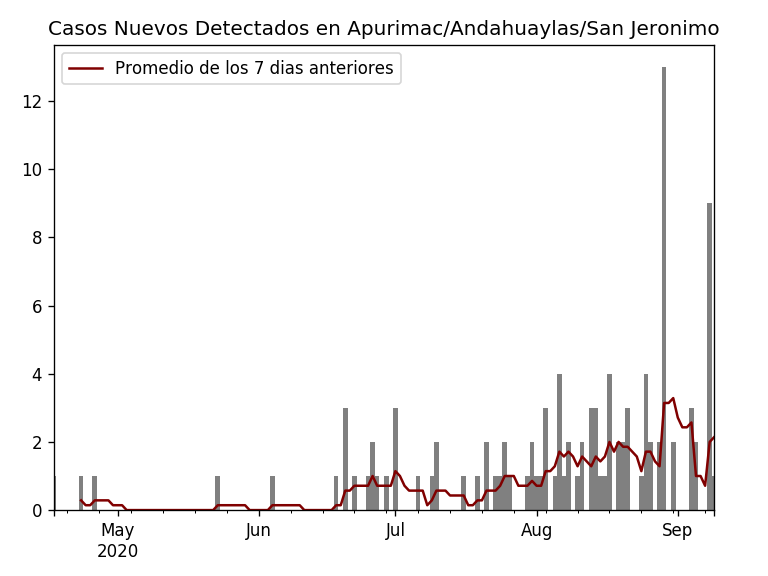 Casos Nuevos Detectados en Apurimac/Andahuaylas/San Jeronimo
Promedio de los 7 dias anteriores
12
10
8
6
4
2
0
May
2020
Jun
Jul
Aug
Sep